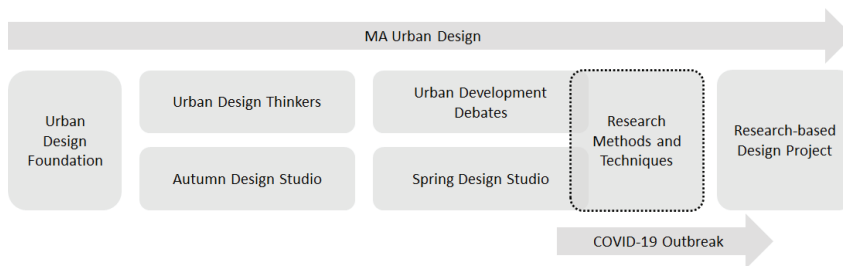 MA Urban Design
Urban
Design
Foundation
Urban Design Thinkers
Autumn Design Studio
Urban Development
Debates
Spring Design Studio
Research
Methods and
Techniques
Research-based
Design Project
COVID-19 Outbreak